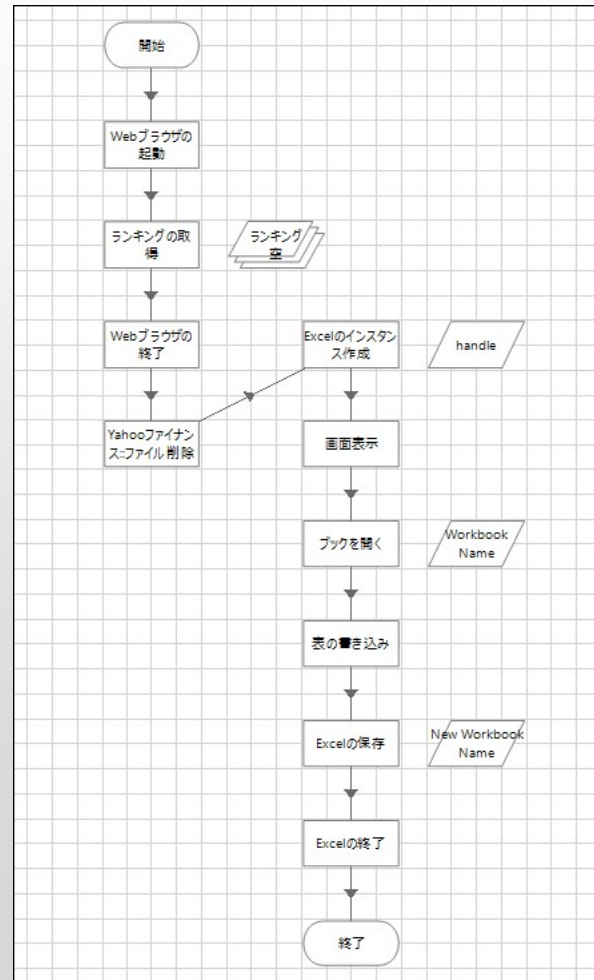 開始
Webブラウザの
起動
ランキングの取
得
ランキング
空
Webブラウザの
終了
Yahooファイナン
ス::ファイル削除
Excelのインスタン
ス作成
handle
画面表示
ブックを開く
Workbook
Name
表の書き込み
Excelの保存
New Workbook
Name
Excelの終了
終了